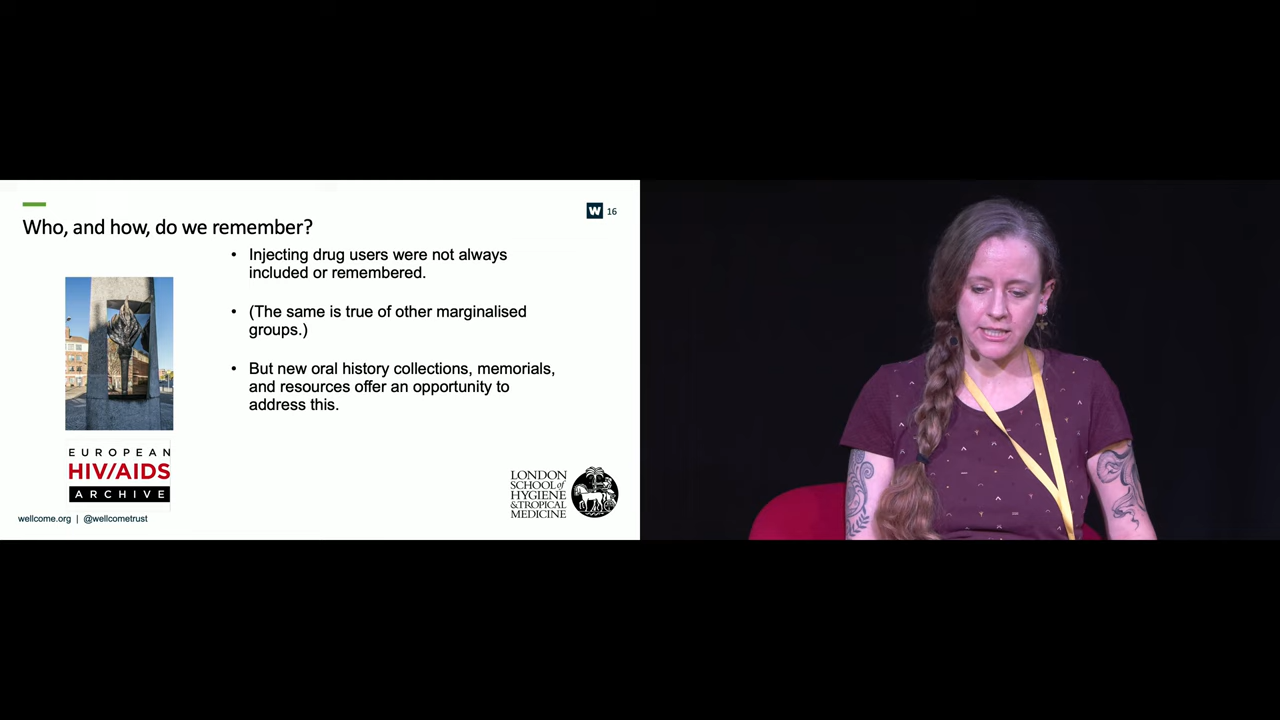 W 16
Who, and how, do we remember?
• Injecting drug users were not always
included or remembered.
• (The same is true of other marginalised
groups.)
• But new oral history collections, memorials,
and resources offer an opportunity to
address this.
EUROPEAN
HIV/AIDS
ARCHIVE
LONDON
SCHOOL of
HYGIENE
& TROPICAL
MEDICINE
wellcome.org | @wellcometrust